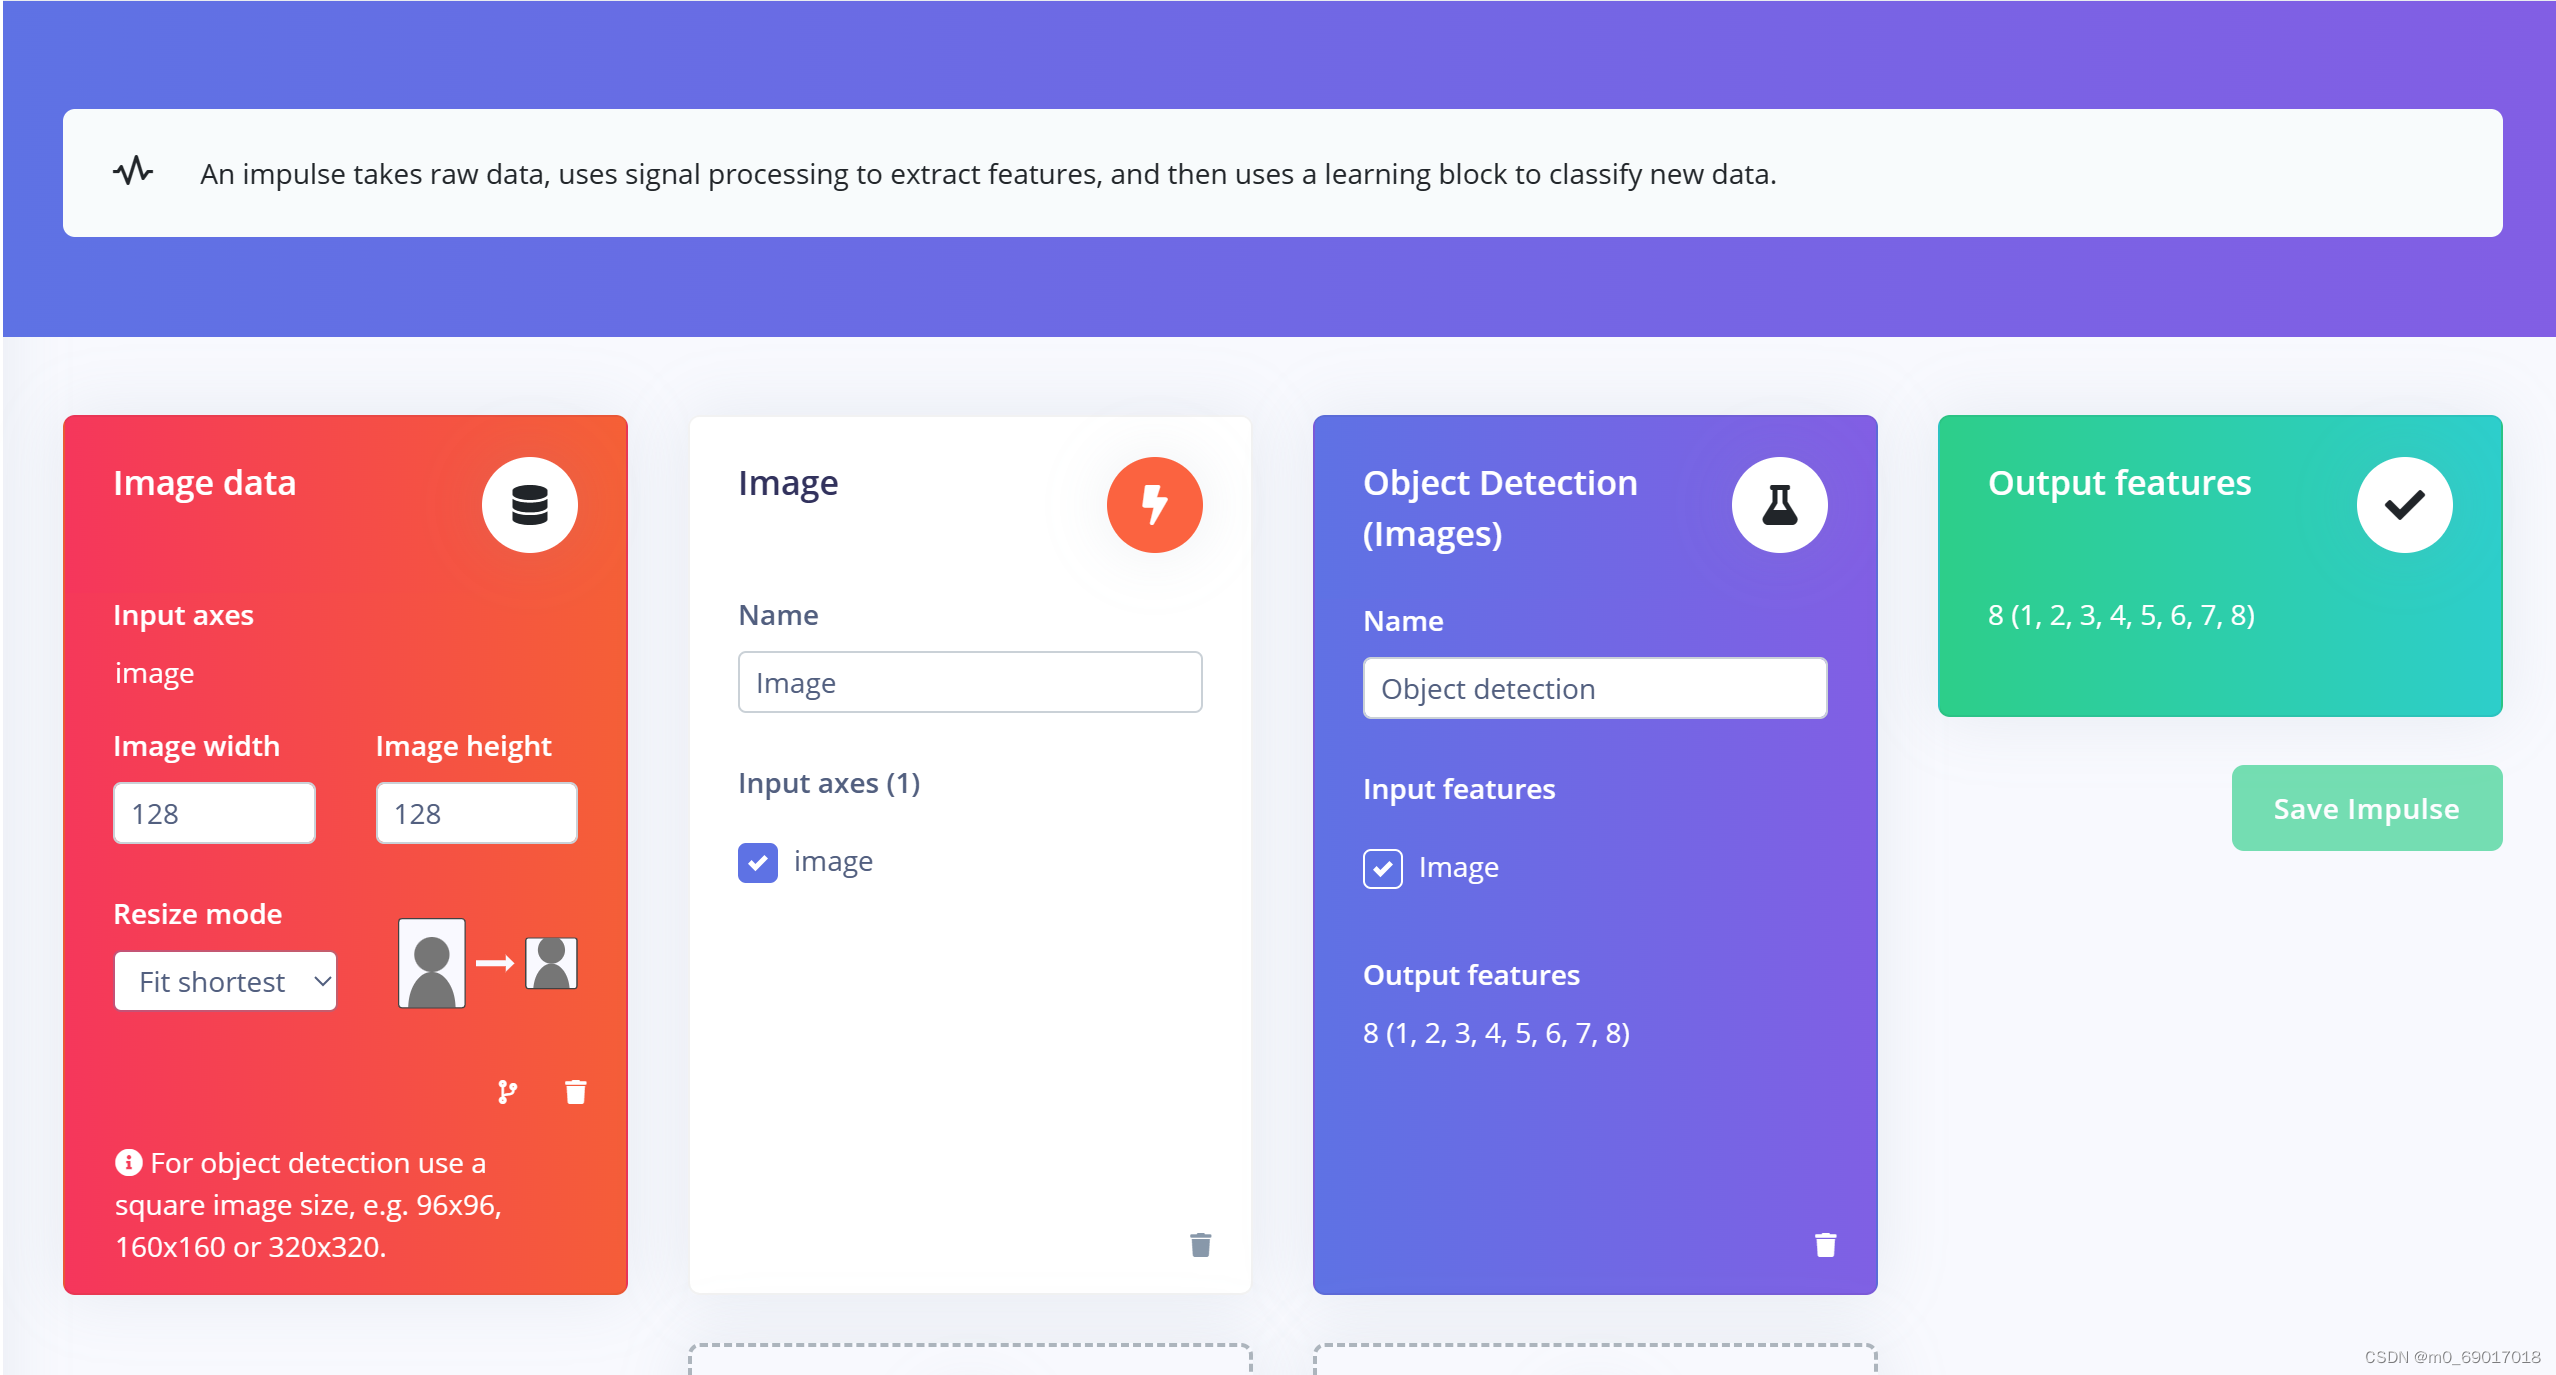 An impulse takes raw data, uses signal processing to extract features, and then uses a learning block to classify new data.
Image data
Input axes
image
Image width
Image height
128
128
Resize mode
Fit shortest
For object detection use a
square image size, e.g. 96x96,
160x160 or 320x320.
Image
Name
Image
Input axes (1)
image
Object Detection
(Images)
Name
Object detection
Input features
Image
Output features
8 (1, 2, 3, 4, 5, 6, 7, 8)
Output features
8 (1, 2, 3, 4, 5, 6, 7, 8)
Save Impulse
CSDN @m0_69017018